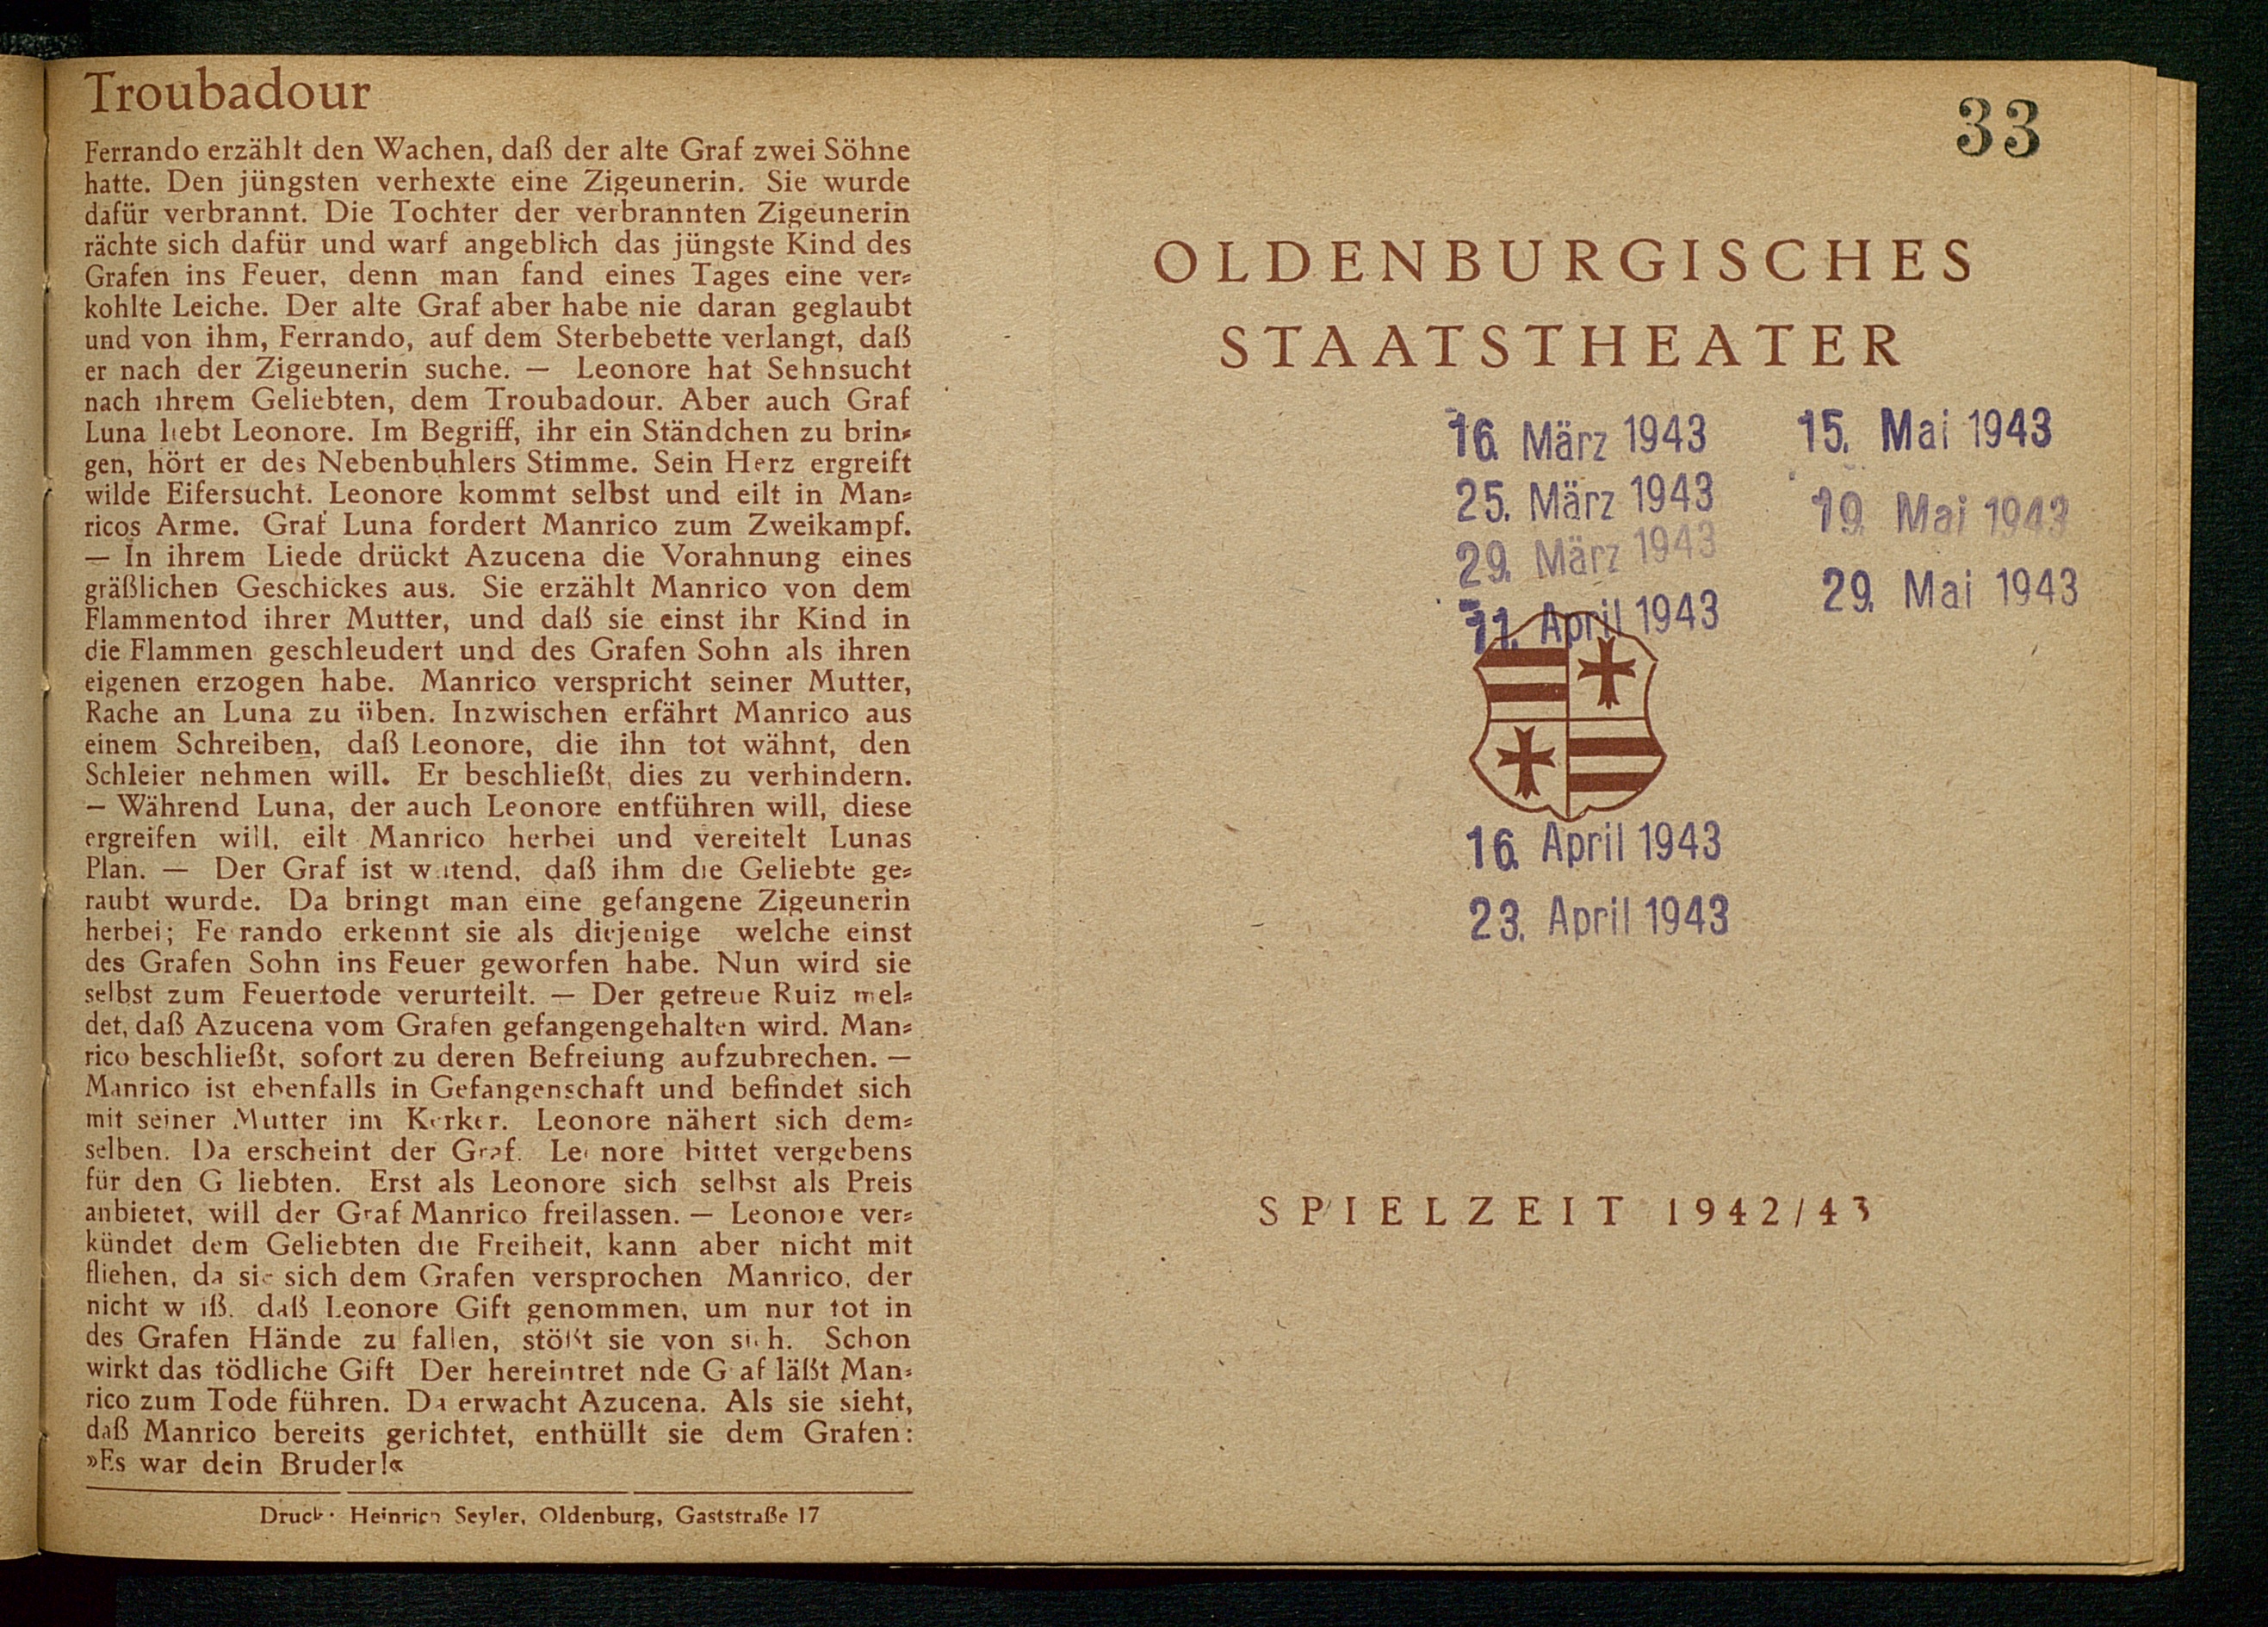 Troubadour
Ferrando erzählt den Wachen, daß der alte Graf zwei Söhne
hatte. Den jüngsten verhexte eine Zigeunerin. Sie wurde
dafür verbrannt. Die Tochter der verbrannten Zigeunerin
rächte sich dafür und warf angeblich das jüngste Kind des
Grafen ins Feuer, denn man fand eines Tages eine ver-
kohlte Leiche. Der alte Graf aber habe nie daran geglaubt
und von ihm, Ferrando, auf dem Sterbebette verlangt, daß
er nach der Zigeunerin suche. — Leonore hat Sehnsucht
nach ihrem Geliebten, dem Troubadour. Aber auch Graf
Luna liebt Leonore. Im Begriff, ihr ein Ständchen zu brin-
gen, hört er des Nebenbuhlers Stimme. Sein Herz ergreift
wilde Eifersucht. Leonore kommt selbst und eilt in Man-
ricos Arme. Graf Luna fordert Manrico zum Zweikampf.
— In ihrem Liede drückt Azucena die Vorahnung eines
gräßlichen Geschickes aus. Sie erzählt Manrico von dem
Flammentod ihrer Mutter, und daß sie einst ihr Kind in
die Flammen geschleudert und des Grafen Sohn als ihren
eigenen erzogen habe. Manrico verspricht seiner Mutter,
Rache an Luna zu üben. Inzwischen erfährt Manrico aus
einem Schreiben, daß Leonore, die ihn tot wähnt, den
Schleier nehmen will. Er beschließt, dies zu verhindern.
— Während Luna, der auch Leonore entführen will, diese
ergreifen will, eilt Manrico herbei und vereitelt Lunas
Plan. — Der Graf ist wütend, daß ihm die Geliebte ge-
raubt wurde. Da bringt man eine gefangene Zigeunerin
herbei; Ferrando erkennt sie als diejenige welche einst
des Grafen Sohn ins Feuer geworfen habe. Nun wird sie
selbst zum Feuertode verurteilt. — Der getreue Ruiz mel-
det, daß Azucena vom Grafen gefangengehalten wird. Man-
rico beschließt, sofort zu deren Befreiung aufzubrechen. —
Manrico ist ebenfalls in Gefangenschaft und befindet sich
mit seiner Mutter im Kerker. Leonore nähert sich dem-
selben. Da erscheint der Graf. Leonore bittet vergebens
für den Geliebten. Erst als Leonore sich selbst als Preis
anbietet, will der Graf Manrico freilassen. — Leonore ver-
kündet dem Geliebten die Freiheit, kann aber nicht mit
fliehen, da sie sich dem Grafen versprochen Manrico, der
nicht weiß. daß Leonore Gift genommen, um nur tot in
des Grafen Hände zu fallen, stößt sie von sich. Schon
wirkt das tödliche Gift Der hereintretende Graf läßt Man-
rico zum Tode führen. Da erwacht Azucena. Als sie sieht,
daß Manrico bereits gerichtet, enthüllt sie dem Grafen:
»Es war dein Bruder!«
Druck: Heinrich Seyler, Oldenburg, Gaststraße 17
33
OLDENBURGISCHES
STAATSTHEATER
16. März 1943
25. März 1943
29. März 1943
11. April 1943
15. Mai 1943
19. Mai 1943
29. Mai 1943
16. April 1943
23. April 1943
SPIELZEIT 1942/43